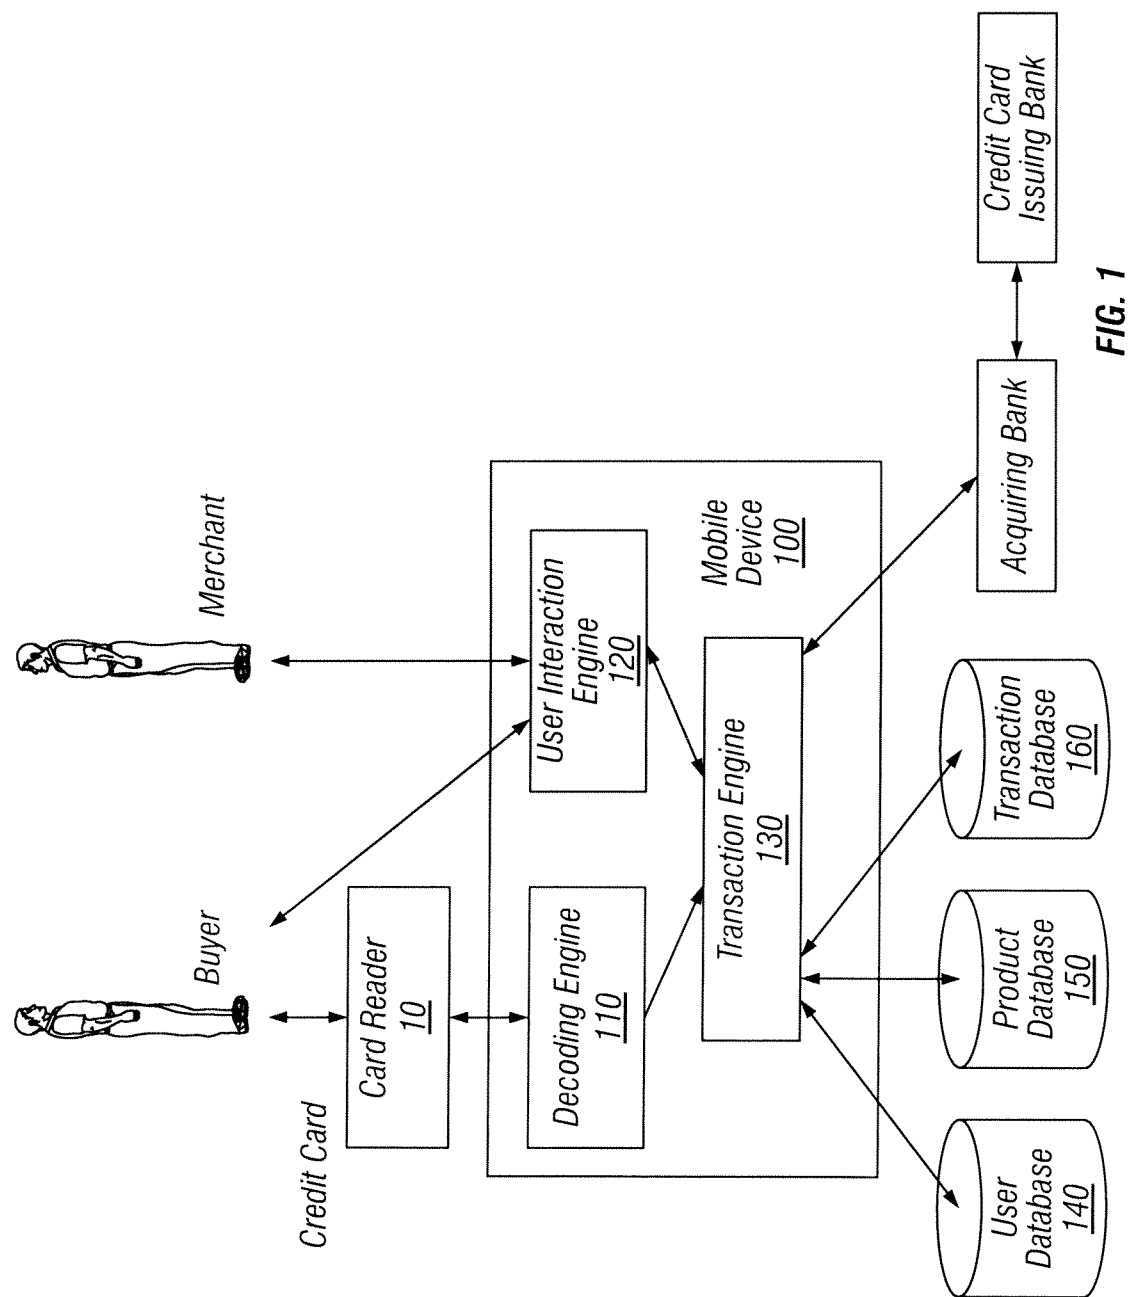 Buyer
Merchant
Credit Card
Card Reader
10
Decoding Engine
110
User Interaction
Engine
120
Transaction Engine
130
Mobile
Device
100
User
Database
140
Product
Database
150
Transaction
Database
160
Acquiring Bank
Credit Card
Issuing Bank
FIG. 1